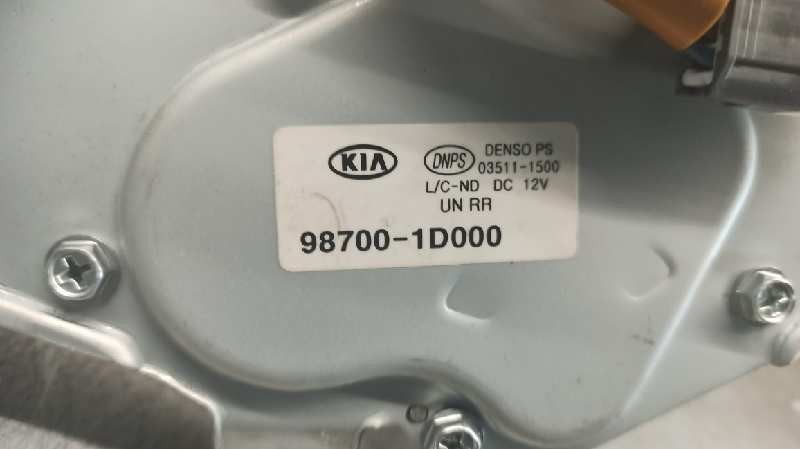 KIA DNPS DENSO PS
03511-1500
L/C-ND DC 12V
UN RR
98700-1D000